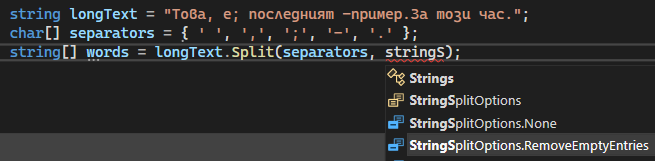 string longText = "Това, е; последният -пример.За този час.";
char[] separators = { ' ', ',', ';', '-', '.' };
string[] words = longText.Split(separators, stringS);
Strings
StringSplitOptions
StringSplitOptions.None
StringSplitOptions.RemoveEmptyEntries